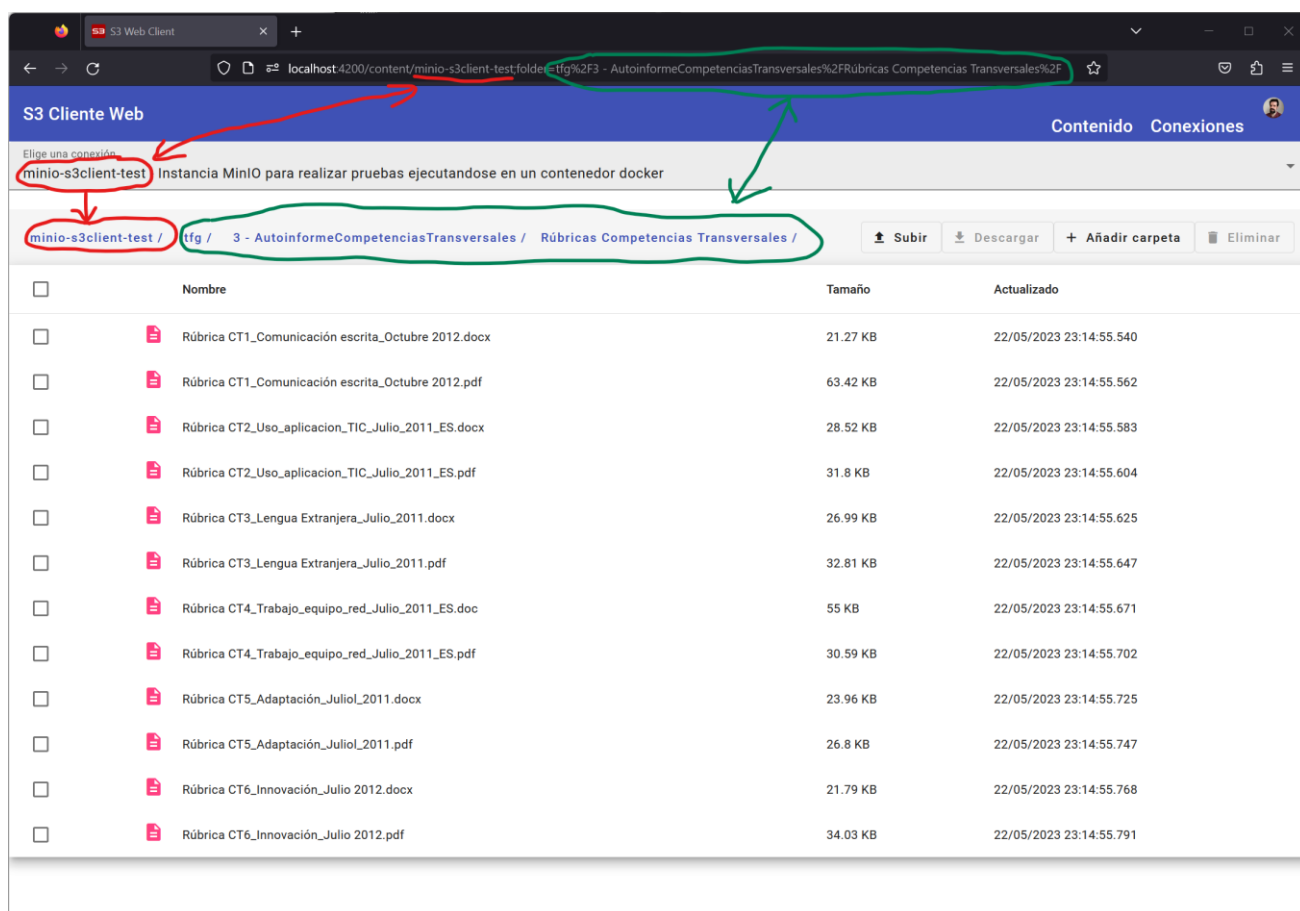 S3 S3 Web Client
localhost:4200/content/minio-s3client-test;folder=tfg%2F3 - AutoinformeCompetenciasTransversales%2FRúbricas Competencias Transversales%2F
S3 Cliente Web
Contenido Conexiones
Elige una conexión
minio-s3client-test Instancia MinIO para realizar pruebas ejecutandose en un contenedor docker
minio-s3client-test / tfg / 3 - AutoinformeCompetenciasTransversales / Rúbricas Competencias Transversales / Subir Descargar + Añadir carpeta Eliminar
Nombre Tamaño Actualizado
Rúbrica CT1_Comunicación escrita_Octubre 2012.docx 21.27 KB 22/05/2023 23:14:55.540
Rúbrica CT1_Comunicación escrita_Octubre 2012.pdf 63.42 KB 22/05/2023 23:14:55.562
Rúbrica CT2_Uso_aplicacion_TIC_Julio_2011_ES.docx 28.52 KB 22/05/2023 23:14:55.583
Rúbrica CT2_Uso_aplicacion_TIC_Julio_2011_ES.pdf 31.8 KB 22/05/2023 23:14:55.604
Rúbrica CT3_Lengua Extranjera_Julio_2011.docx 26.99 KB 22/05/2023 23:14:55.625
Rúbrica CT3_Lengua Extranjera_Julio_2011.pdf 32.81 KB 22/05/2023 23:14:55.647
Rúbrica CT4_Trabajo_equipo_red_Julio_2011_ES.doc 55 KB 22/05/2023 23:14:55.671
Rúbrica CT4_Trabajo_equipo_red_Julio_2011_ES.pdf 30.59 KB 22/05/2023 23:14:55.702
Rúbrica CT5_Adaptación_Juliol_2011.docx 23.96 KB 22/05/2023 23:14:55.725
Rúbrica CT5_Adaptación_Juliol_2011.pdf 26.8 KB 22/05/2023 23:14:55.747
Rúbrica CT6_Innovación_Julio 2012.docx 21.79 KB 22/05/2023 23:14:55.768
Rúbrica CT6_Innovación_Julio 2012.pdf 34.03 KB 22/05/2023 23:14:55.791